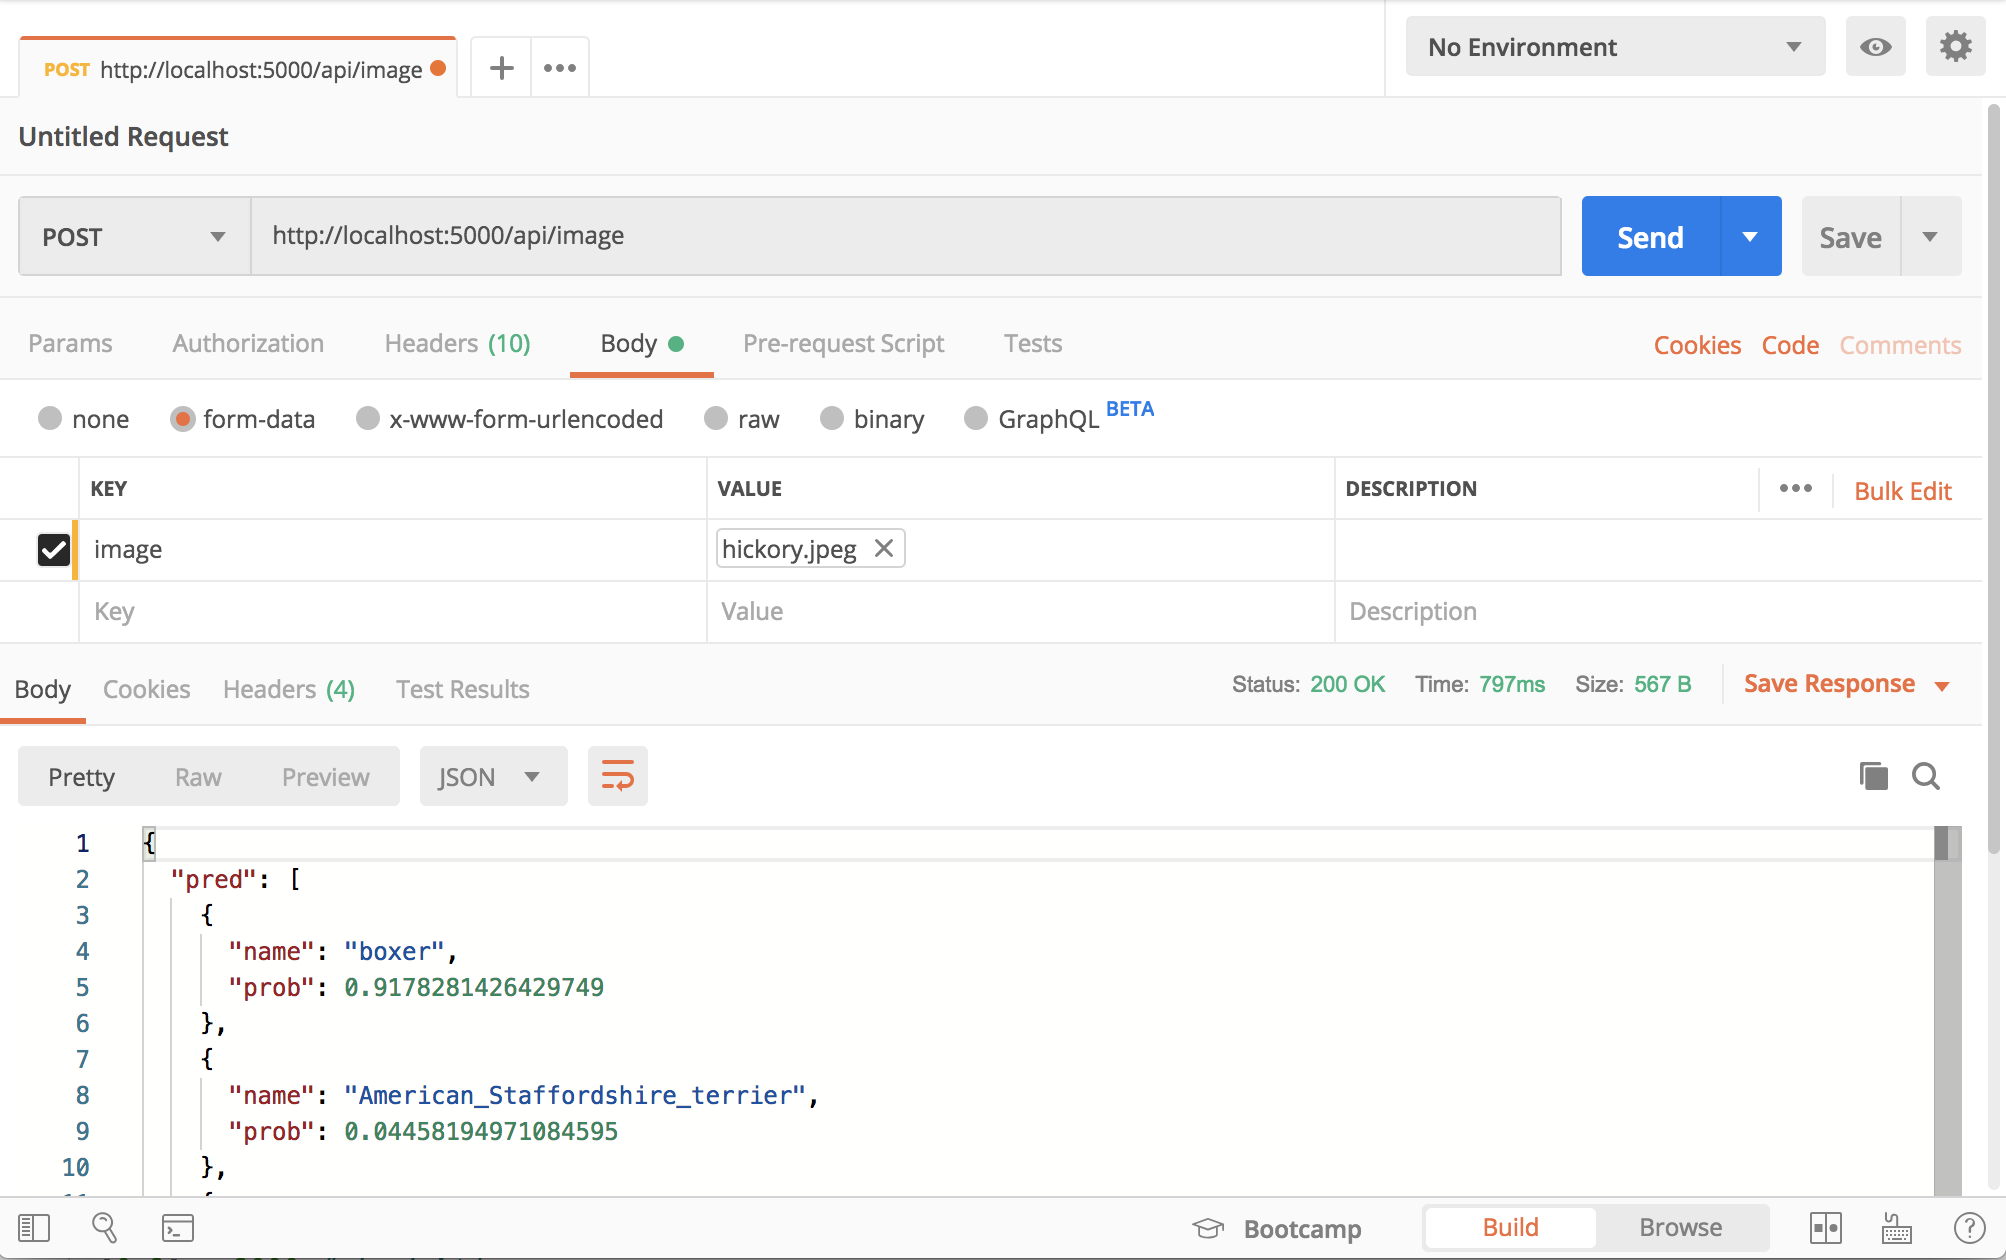 POST http://localhost:5000/api/image
No Environment
Untitled Request
POST http://localhost:5000/api/image Send Save
Params Authorization Headers (10) Body Pre-request Script Tests Cookies Code Comments
none form-data x-www-form-urlencoded raw binary GraphQL BETA
KEY VALUE DESCRIPTION Bulk Edit
image hickory.jpeg
Key Value Description
Body Cookies Headers (4) Test Results Status: 200 OK Time: 797ms Size: 567 B Save Response
Pretty Raw Preview JSON
1 {
2 "pred": [
3 {
4 "name": "boxer",
5 "prob": 0.9178281426429749
6 },
7 {
8 "name": "American_Staffordshire_terrier",
9 "prob": 0.04458194971084595
10 },
Bootcamp Build Browse